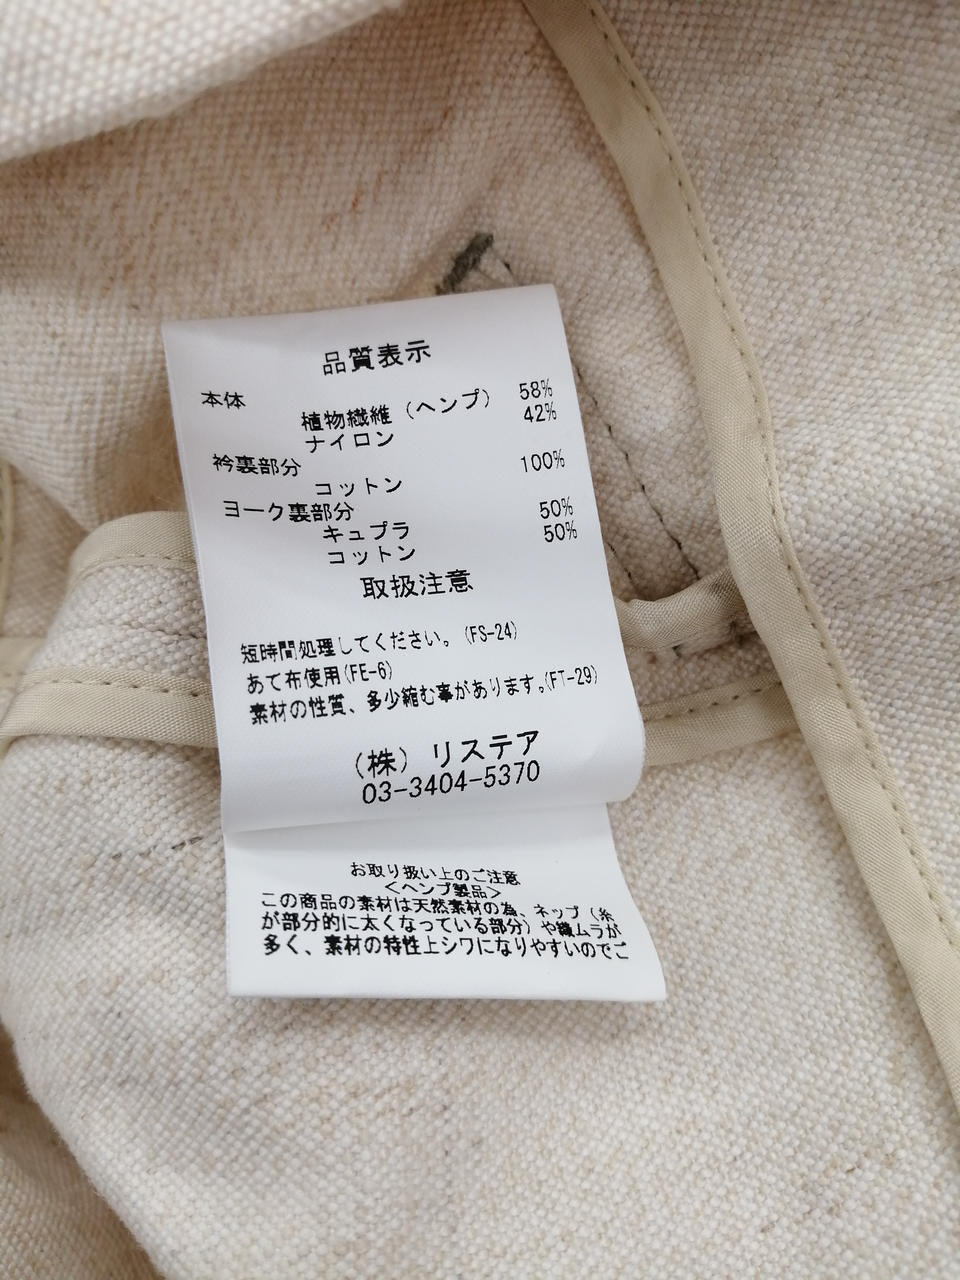 品質表示
本体
植物繊維(ヘンプ) 58%
ナイロン 42%
衿裏部分
コットン 100%
ヨーク裏部分
キュプラ 50%
コットン 50%
取扱注意
短時間処理してください。(FS-24)
あて布使用(FE-6)
素材の性質、多少縮む事があります。(FT-29)
(株) リステア
03-3404-5370
お取り扱い上のご注意
<ヘンプ製品>
この商品の素材は天然素材の為、ネップ(糸
が部分的に太くなっている部分)や織ムラが
多く、素材の特性上シワになりやすいのでご